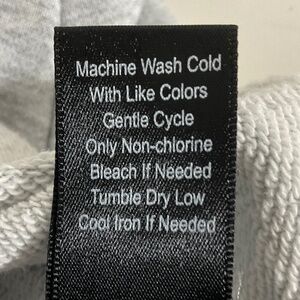 Machine Wash Cold
With Like Colors
Gentle Cycle
Only Non-chlorine
Bleach If Needed
Tumble Dry Low
Cool Iron If Needed